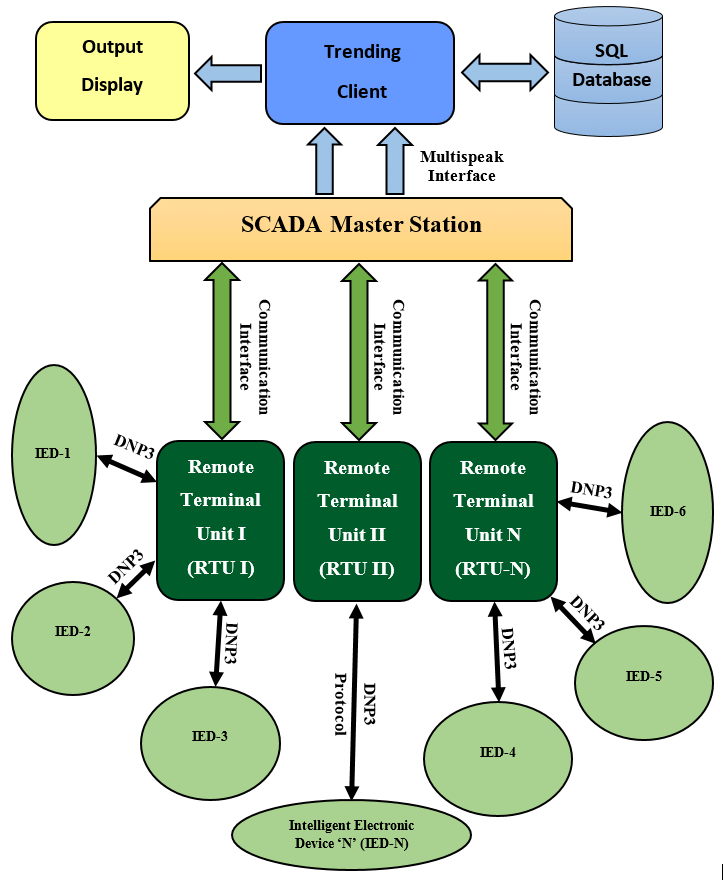 Output
Display
Trending
Client
SQL
Database
Multispeak
Interface
SCADA Master Station
Communication
Interface
Communication
Interface
Communication
Interface
IED-1
DNP3
Remote
Terminal
Unit I
(RTU I)
Remote
Terminal
Unit II
(RTU II)
Remote
Terminal
Unit N
(RTU-N)
DNP3
IED-6
DNP3
IED-2
DNP3
IED-3
DNP3
Protocol
DNP3
IED-4
DNP3
IED-5
Intelligent Electronic
Device ‘N’ (IED-N)